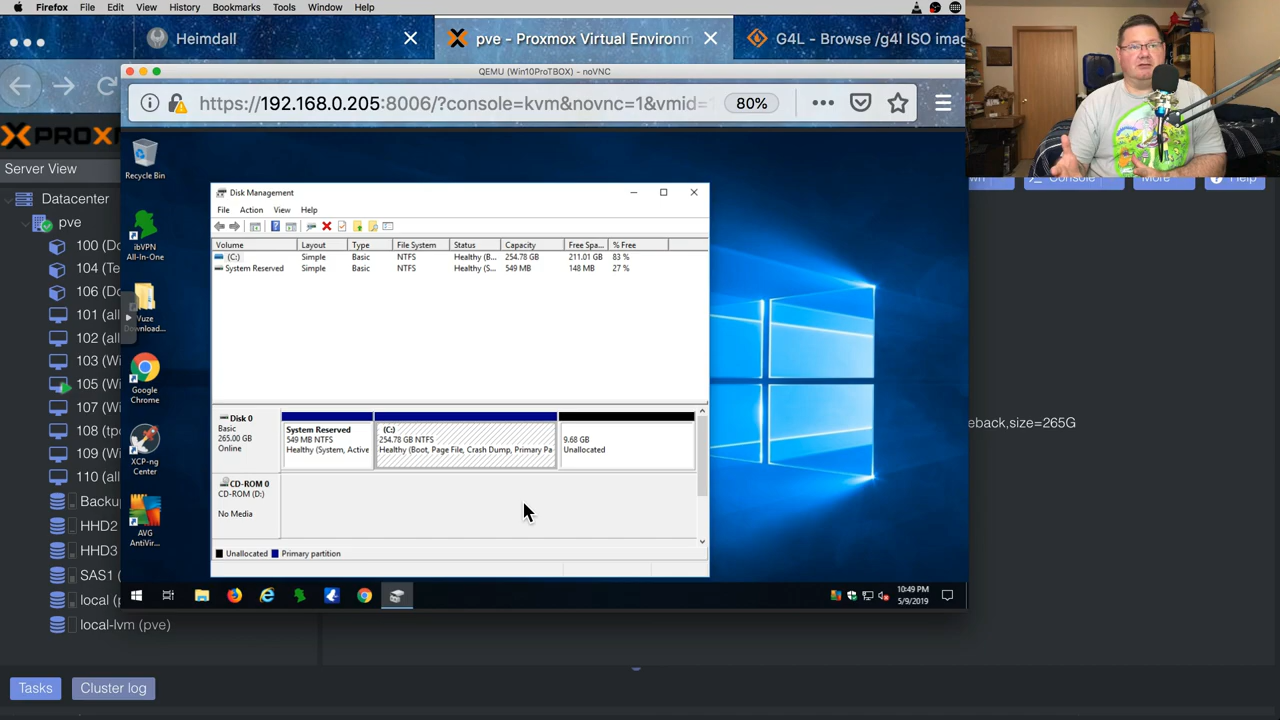 Firefox File Edit View History Bookmarks Tools Window Help
Heimdall
pve - Proxmox Virtual Environm
G4L - Browse /g4l ISO imag
QEMU (Win10ProTBOX) - noVNC
https://192.168.0.205:8006/?console=kvm&novnc=1&vmid=
80%
PROXM
Server View
Console
More
Help
Datacenter
pve
100 (Do
104 (Te
106 (Do
101 (all
102 (all
103 (Wi
105 (Wi
107 (Wi
108 (tp
109 (Wi
110 (all
Backu
HHD2
HHD3
SAS1 (
local (p
local-lvm (pve)
Recycle Bin
ibVPN
All-In-One
Vuze
Download...
Google
Chrome
XCP-ng
Center
AVG
AntiVir...
Disk Management
File Action View Help
Volume Layout Type File System Status Capacity Free Spa... % Free
(C:) Simple Basic NTFS Healthy (B... 254.78 GB 211.01 GB 83 %
System Reserved Simple Basic NTFS Healthy (S... 549 MB 148 MB 27 %
Disk 0
Basic
265.00 GB
Online
System Reserved
549 MB NTFS
Healthy (System, Active
(C:)
254.78 GB NTFS
Healthy (Boot, Page File, Crash Dump, Primary Pa
9.68 GB
Unallocated
CD-ROM 0
CD-ROM (D:)
No Media
Unallocated Primary partition
eback,size=265G
10:49 PM
5/9/2019
Tasks
Cluster log